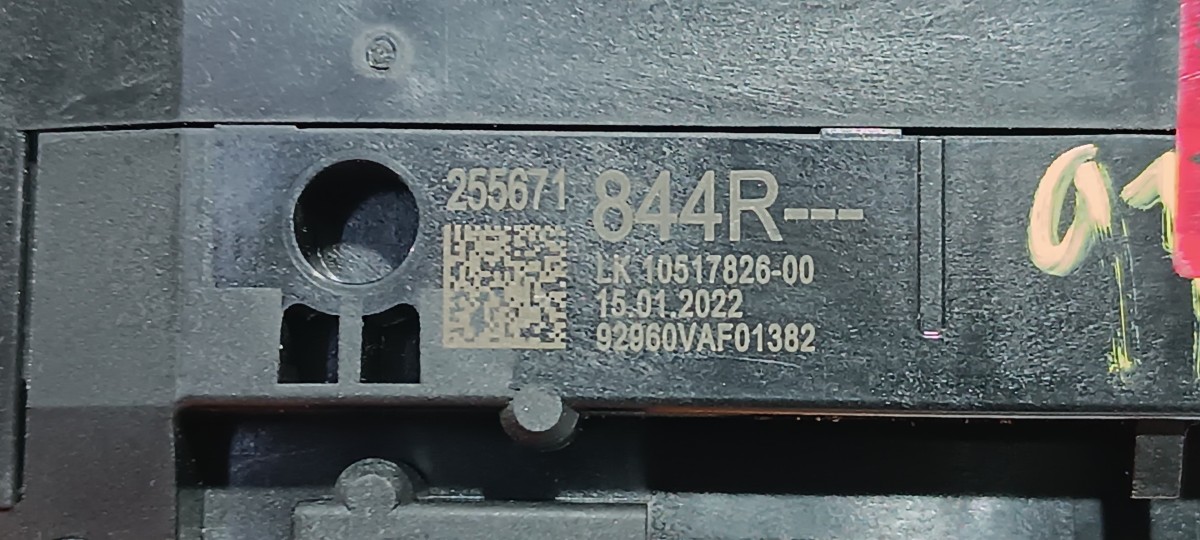 255671 844R---
LK 10517826-00
15.01.2022
92960VAF01382